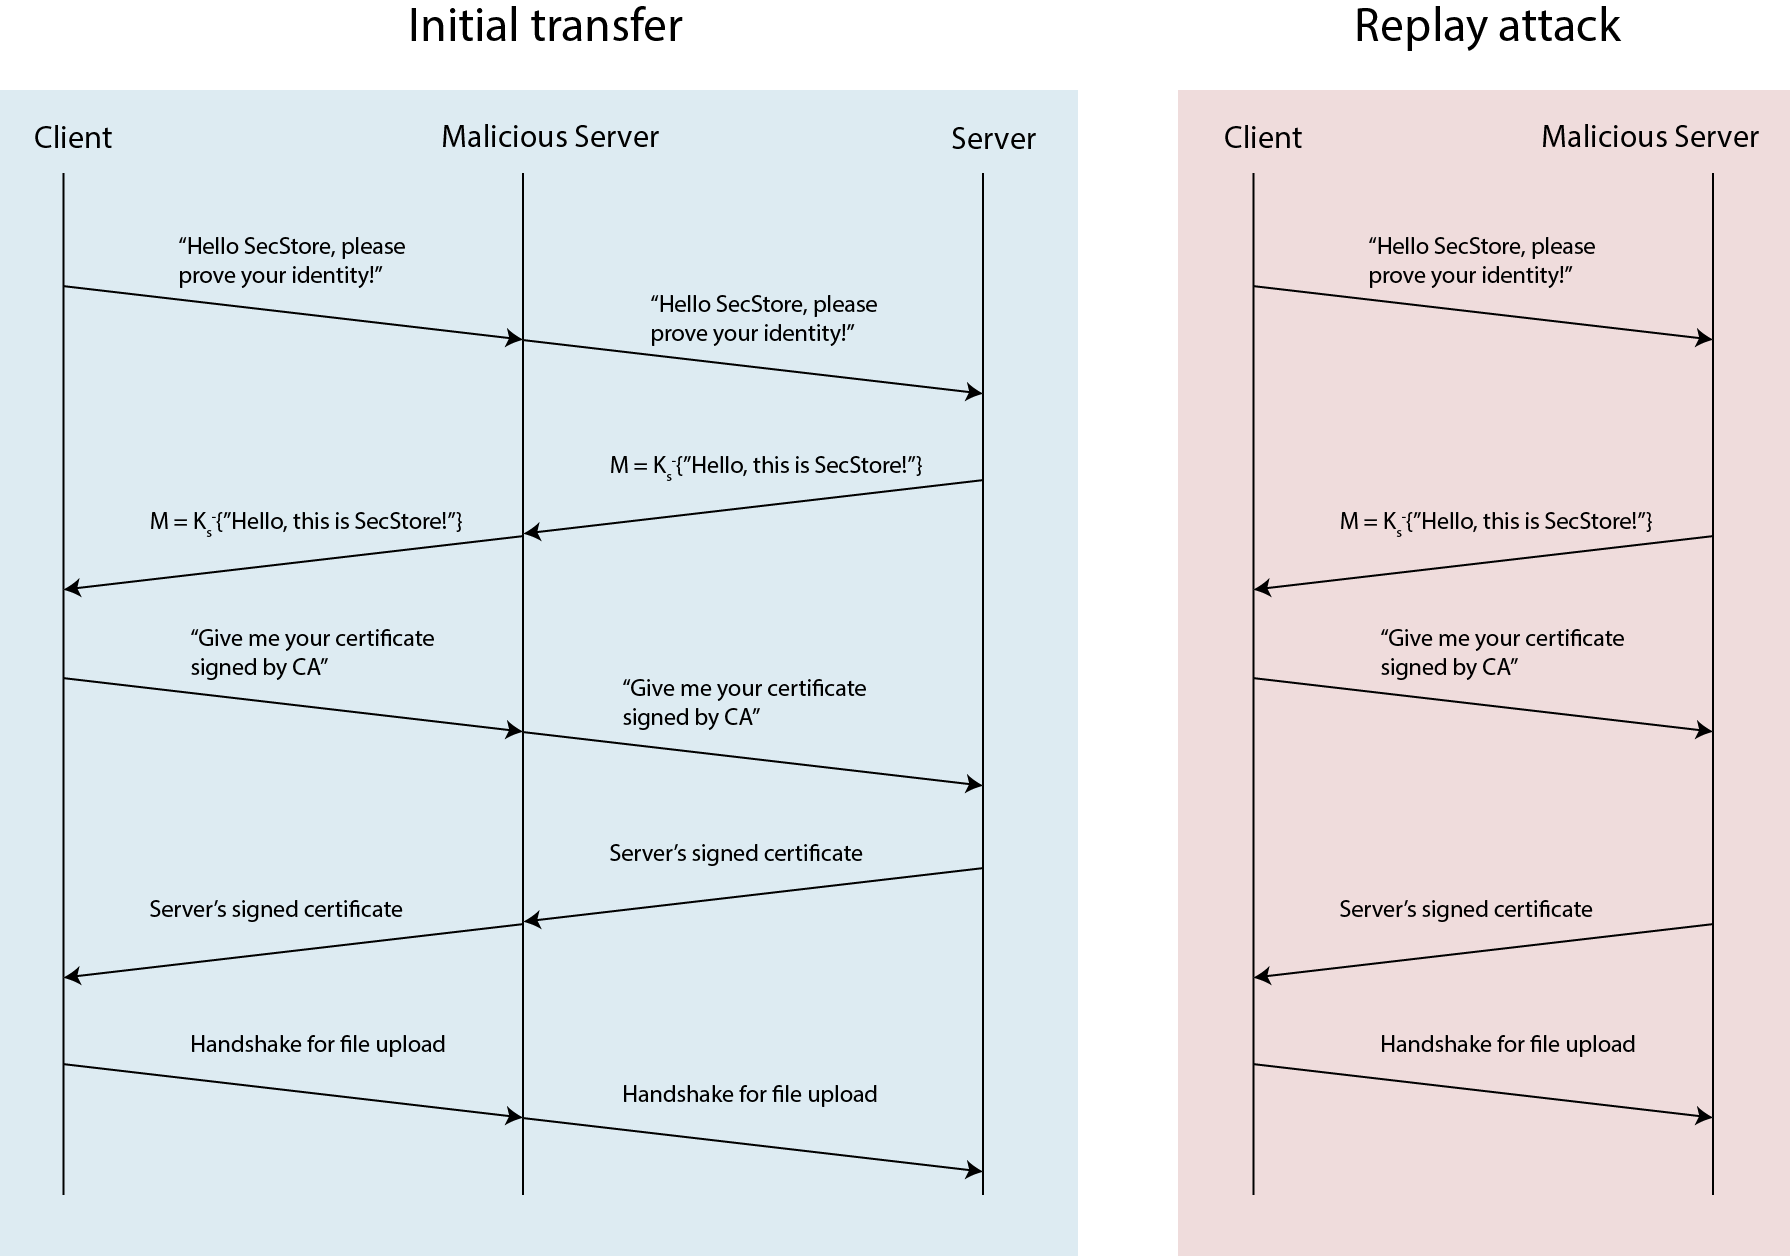 Initial transfer
Client
Malicious Server
Server
“Hello SecStore, please
prove your identity!”
“Hello SecStore, please
prove your identity!”
M = Kₛ⁻{”Hello, this is SecStore!”}
M = Kₛ⁻{”Hello, this is SecStore!”}
“Give me your certificate
signed by CA”
“Give me your certificate
signed by CA”
Server’s signed certificate
Server’s signed certificate
Handshake for file upload
Handshake for file upload
Replay attack
Client
Malicious Server
“Hello SecStore, please
prove your identity!”
M = Kₛ⁻{”Hello, this is SecStore!”}
“Give me your certificate
signed by CA”
Server’s signed certificate
Handshake for file upload